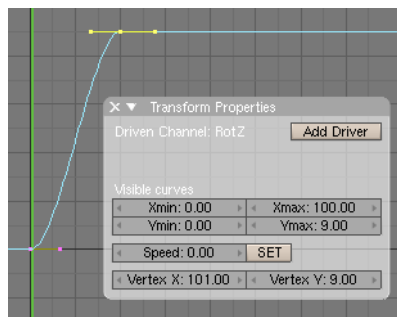 Transform Properties
Driven Channel: RotZ Add Driver
Visible curves
Xmin: 0.00 Xmax: 100.00
Ymin: 0.00 Ymax: 9.00
Speed: 0.00 SET
Vertex X: 101.00 Vertex Y: 9.00